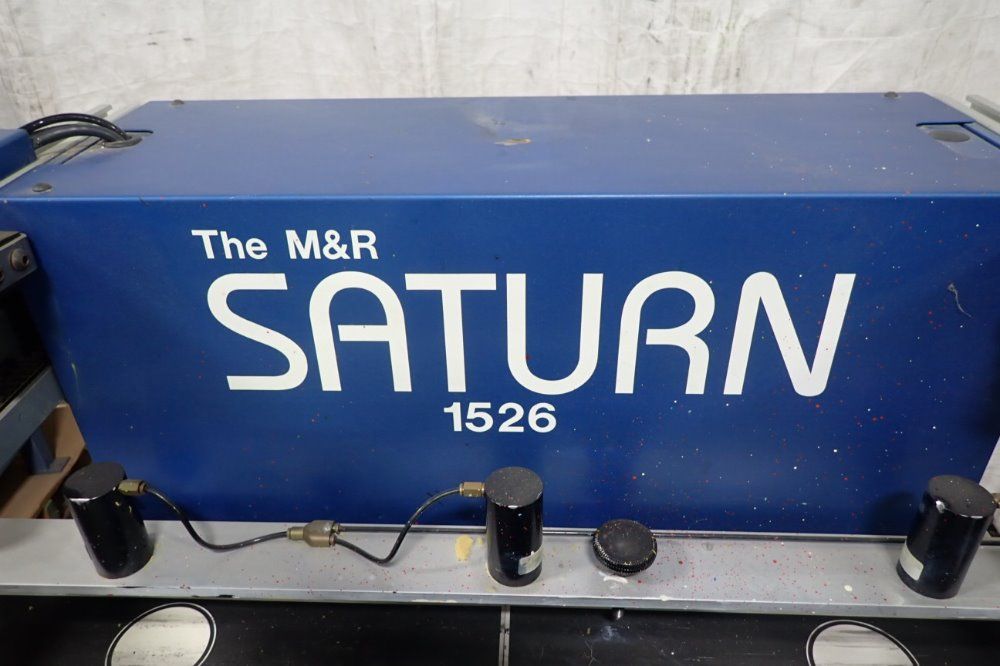 The M&R
SATURN
1526